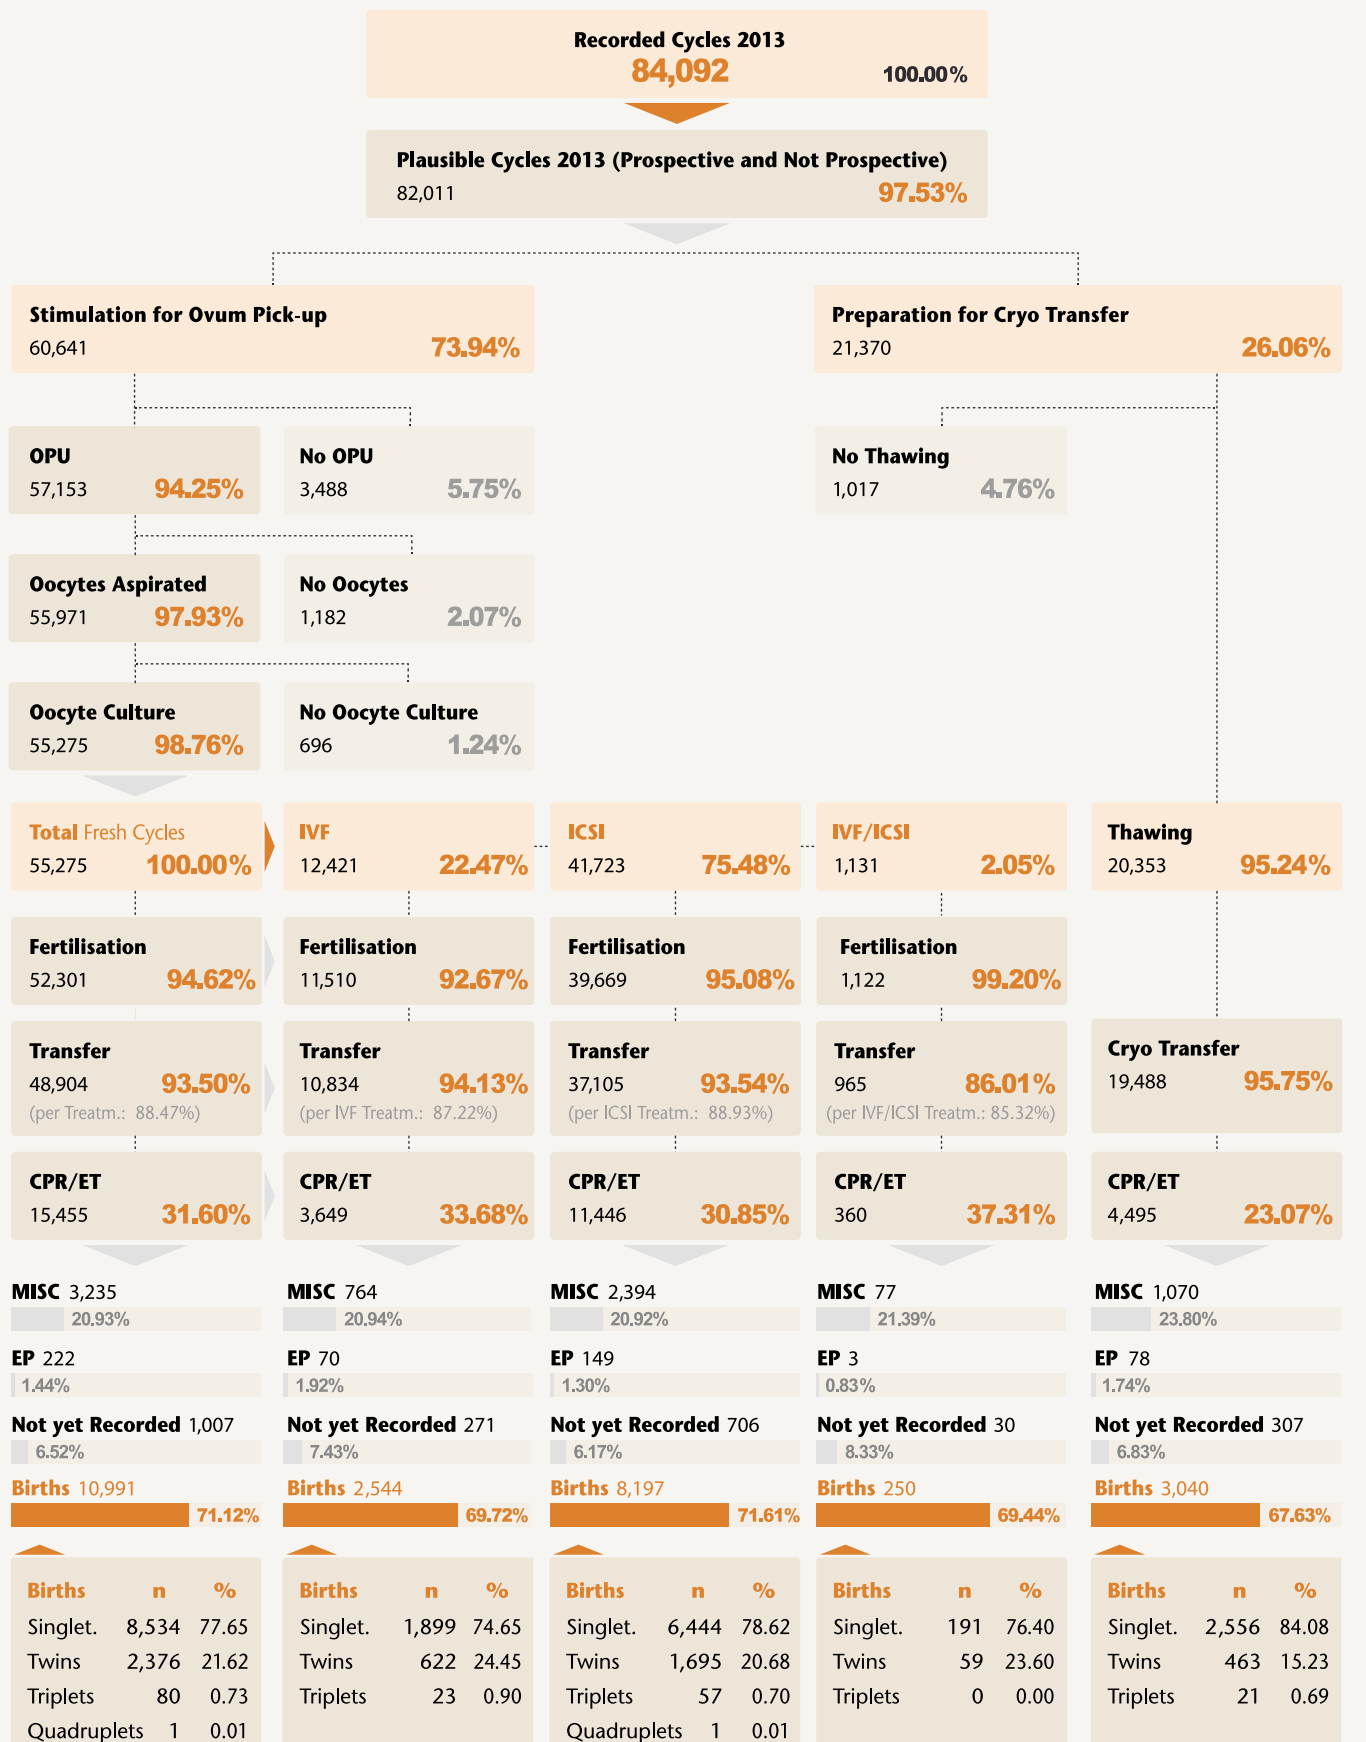 Recorded Cycles 2013
84,092 100.00%
Plausible Cycles 2013 (Prospective and Not Prospective)
82,011 97.53%
Stimulation for Ovum Pick-up
60,641 73.94%
Preparation for Cryo Transfer
21,370 26.06%
OPU
57,153 94.25%
No OPU
3,488 5.75%
No Thawing
1,017 4.76%
Oocytes Aspirated
55,971 97.93%
No Oocytes
1,182 2.07%
Oocyte Culture
55,275 98.76%
No Oocyte Culture
696 1.24%
Total Fresh Cycles
55,275 100.00%
IVF
12,421 22.47%
ICSI
41,723 75.48%
IVF/ICSI
1,131 2.05%
Thawing
20,353 95.24%
Fertilisation
52,301 94.62%
Fertilisation
11,510 92.67%
Fertilisation
39,669 95.08%
Fertilisation
1,122 99.20%
Transfer
48,904 93.50%
(per Treatm.: 88.47%)
Transfer
10,834 94.13%
(per IVF Treatm.: 87.22%)
Transfer
37,105 93.54%
(per ICSI Treatm.: 88.93%)
Transfer
965 86.01%
(per IVF/ICSI Treatm.: 85.32%)
Cryo Transfer
19,488 95.75%
CPR/ET
15,455 31.60%
CPR/ET
3,649 33.68%
CPR/ET
11,446 30.85%
CPR/ET
360 37.31%
CPR/ET
4,495 23.07%
MISC 3,235
20.93%
EP 222
1.44%
Not yet Recorded 1,007
6.52%
Births 10,991
71.12%
MISC 764
20.94%
EP 70
1.92%
Not yet Recorded 271
7.43%
Births 2,544
69.72%
MISC 2,394
20.92%
EP 149
1.30%
Not yet Recorded 706
6.17%
Births 8,197
71.61%
MISC 77
21.39%
EP 3
0.83%
Not yet Recorded 30
8.33%
Births 250
69.44%
MISC 1,070
23.80%
EP 78
1.74%
Not yet Recorded 307
6.83%
Births 3,040
67.63%
Births n %
Singlet. 8,534 77.65
Twins 2,376 21.62
Triplets 80 0.73
Quadruplets 1 0.01
Births n %
Singlet. 1,899 74.65
Twins 622 24.45
Triplets 23 0.90
Births n %
Singlet. 6,444 78.62
Twins 1,695 20.68
Triplets 57 0.70
Quadruplets 1 0.01
Births n %
Singlet. 191 76.40
Twins 59 23.60
Triplets 0 0.00
Births n %
Singlet. 2,556 84.08
Twins 463 15.23
Triplets 21 0.69